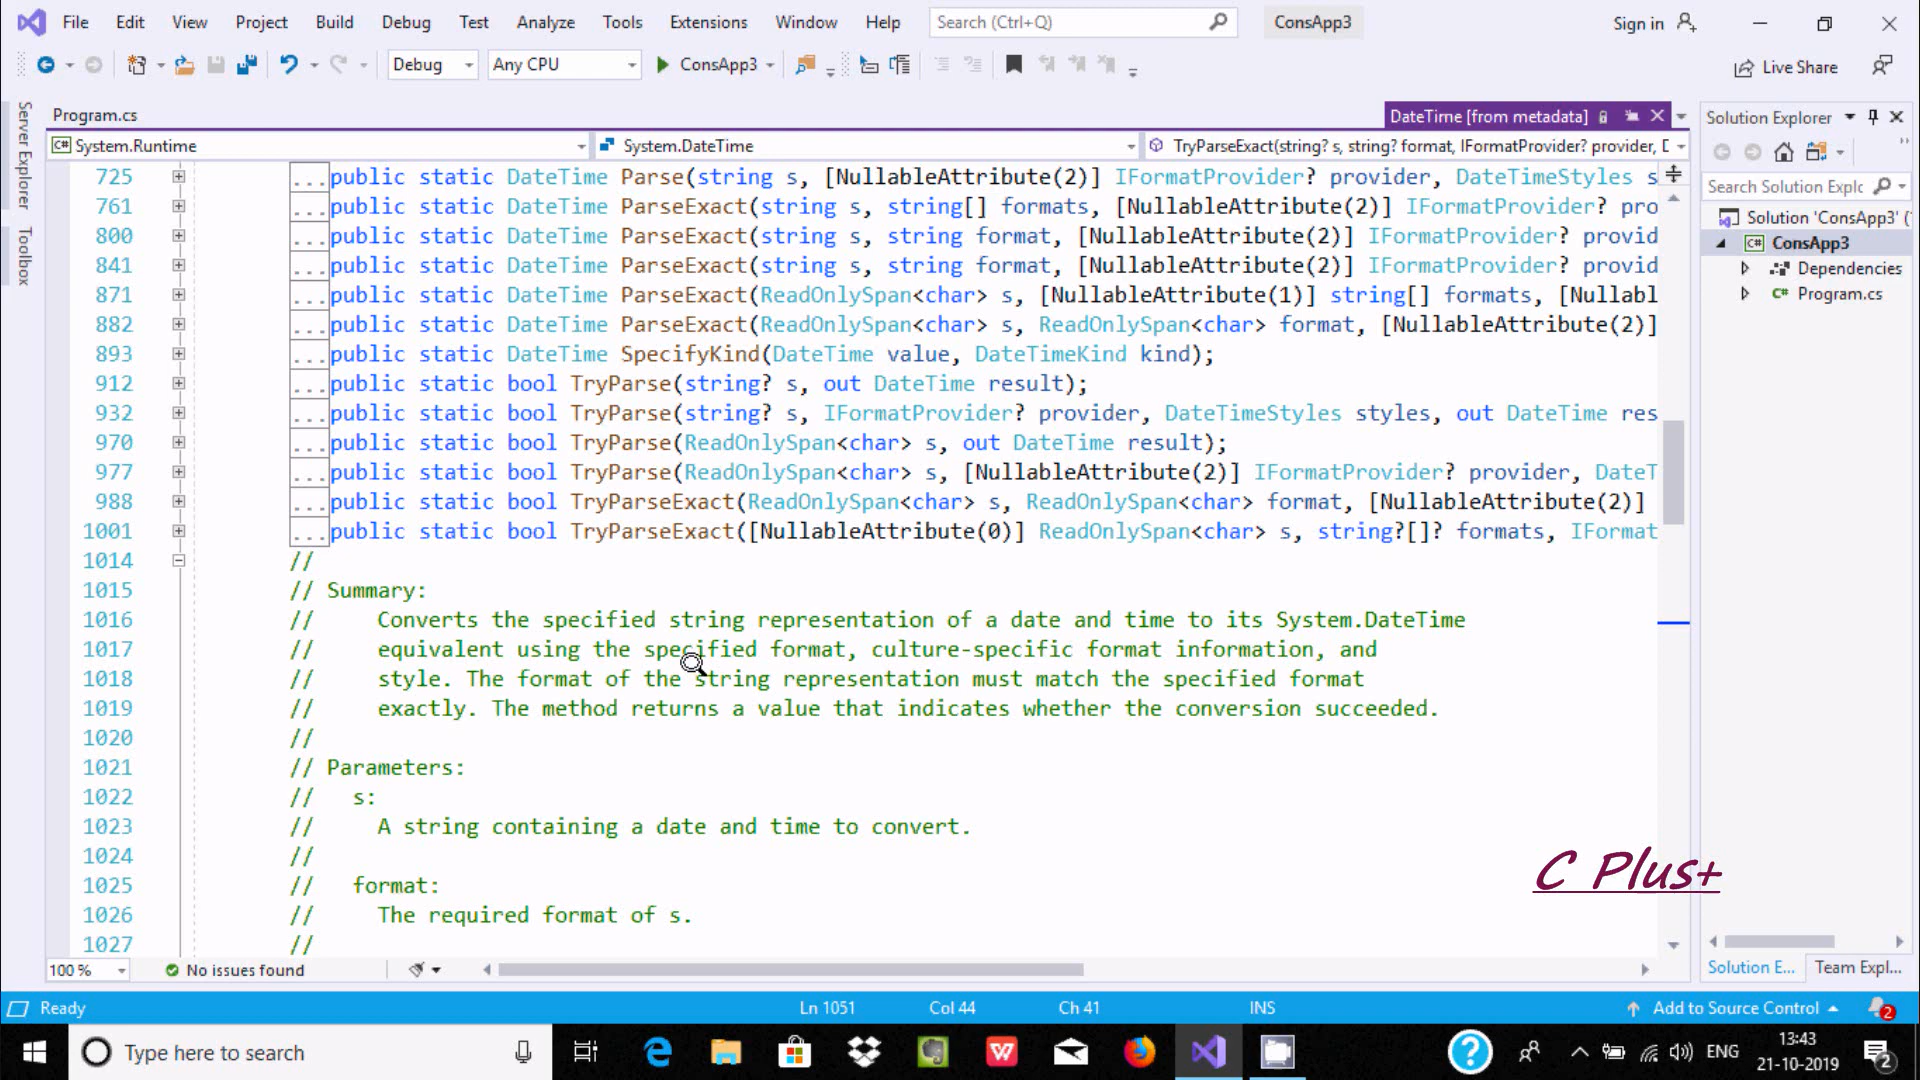 File Edit View Project Build Debug Test Analyze Tools Extensions Window Help Search (Ctrl+Q) ConsApp3 Sign in
Debug Any CPU ConsApp3 Live Share
Server Explorer
Toolbox
Program.cs DateTime [from metadata]
C# System.Runtime System.DateTime TryParseExact(string? s, string? format, IFormatProvider? provider, D
725 ...public static DateTime Parse(string s, [NullableAttribute(2)] IFormatProvider? provider, DateTimeStyles s
761 ...public static DateTime ParseExact(string s, string[] formats, [NullableAttribute(2)] IFormatProvider? pro
800 ...public static DateTime ParseExact(string s, string format, [NullableAttribute(2)] IFormatProvider? provid
841 ...public static DateTime ParseExact(string s, string format, [NullableAttribute(2)] IFormatProvider? provid
871 ...public static DateTime ParseExact(ReadOnlySpan<char> s, [NullableAttribute(1)] string[] formats, [Nullabl
882 ...public static DateTime ParseExact(ReadOnlySpan<char> s, ReadOnlySpan<char> format, [NullableAttribute(2)]
893 ...public static DateTime SpecifyKind(DateTime value, DateTimeKind kind);
912 ...public static bool TryParse(string? s, out DateTime result);
932 ...public static bool TryParse(string? s, IFormatProvider? provider, DateTimeStyles styles, out DateTime res
970 ...public static bool TryParse(ReadOnlySpan<char> s, out DateTime result);
977 ...public static bool TryParse(ReadOnlySpan<char> s, [NullableAttribute(2)] IFormatProvider? provider, DateT
988 ...public static bool TryParseExact(ReadOnlySpan<char> s, ReadOnlySpan<char> format, [NullableAttribute(2)]
1001 ...public static bool TryParseExact([NullableAttribute(0)] ReadOnlySpan<char> s, string?[]? formats, IFormat
1014 //
1015 // Summary:
1016 // Converts the specified string representation of a date and time to its System.DateTime
1017 // equivalent using the specified format, culture-specific format information, and
1018 // style. The format of the string representation must match the specified format
1019 // exactly. The method returns a value that indicates whether the conversion succeeded.
1020 //
1021 // Parameters:
1022 // s:
1023 // A string containing a date and time to convert.
1024 //
1025 // format:
1026 // The required format of s.
1027 //
C Plus+
Solution Explorer
Search Solution Explc
Solution 'ConsApp3' (
C# ConsApp3
Dependencies
C# Program.cs
Solution E... Team Expl...
100 % No issues found
Ready Ln 1051 Col 44 Ch 41 INS Add to Source Control 2
Type here to search ENG 13:43
21-10-2019 2